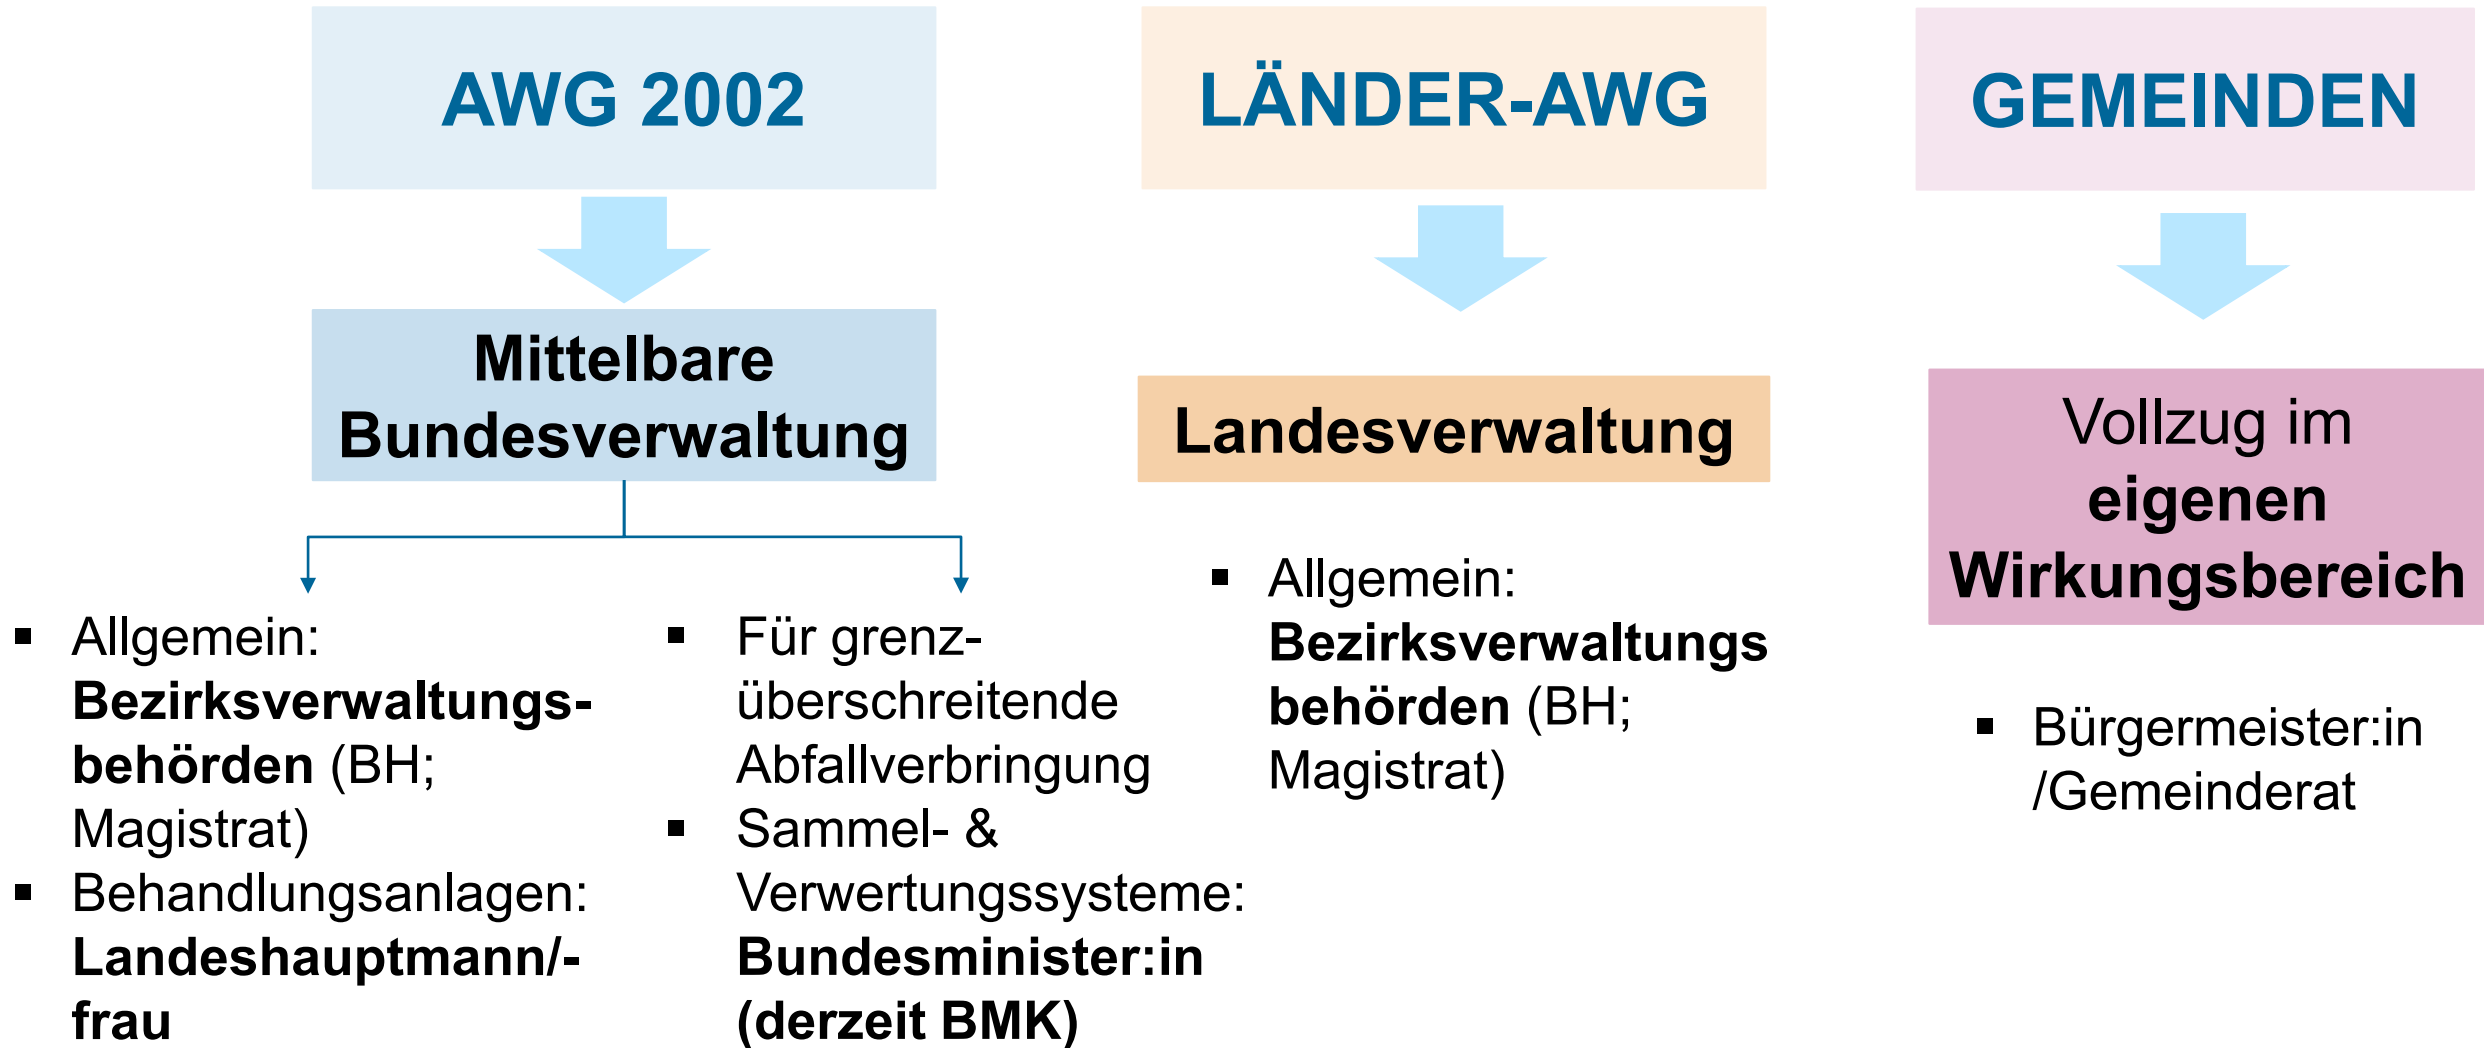 AWG 2002
Mittelbare
Bundesverwaltung
▪ Allgemein:
Bezirksverwaltungs-
behörden (BH;
Magistrat)
▪ Behandlungsanlagen:
Landeshauptmann/-
frau
▪ Für grenz-
überschreitende
Abfallverbringung
▪ Sammel- &
Verwertungssysteme:
Bundesminister:in
(derzeit BMK)
LÄNDER-AWG
Landesverwaltung
▪ Allgemein:
Bezirksverwaltungs
behörden (BH;
Magistrat)
GEMEINDEN
Vollzug im
eigenen
Wirkungsbereich
▪ Bürgermeister:in
/Gemeinderat